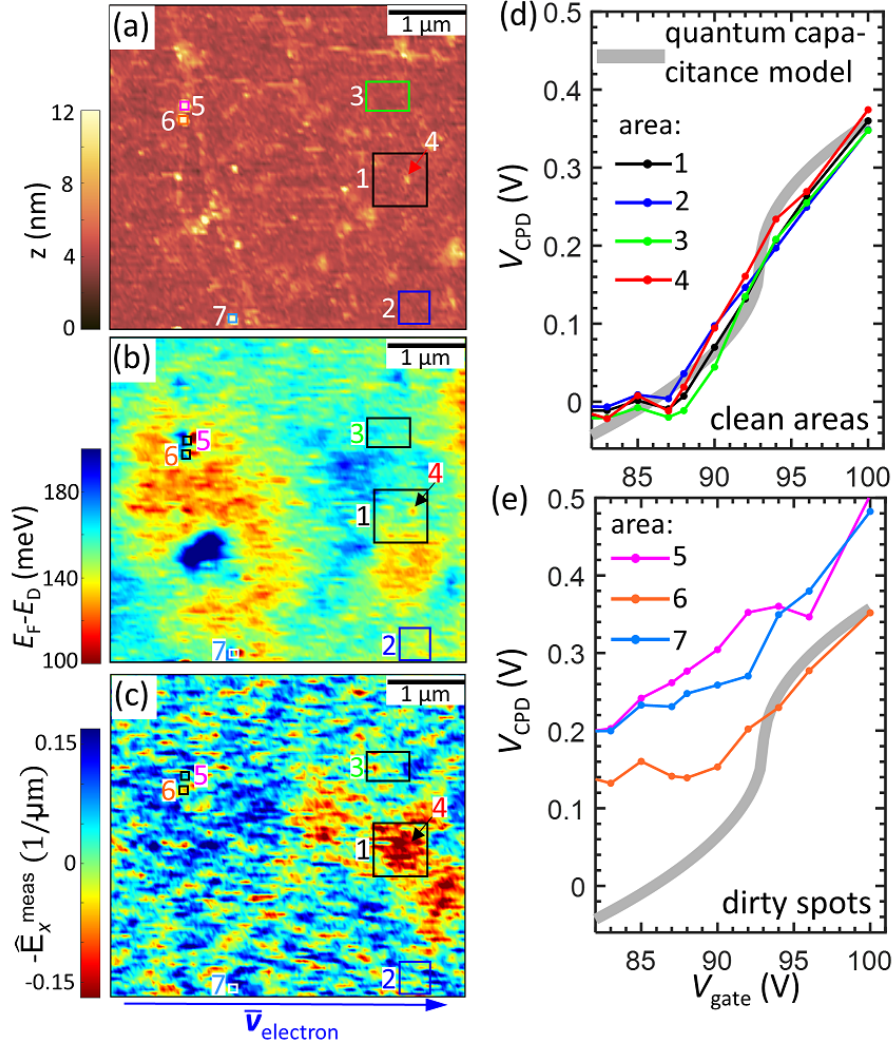 (a)
1 μm
3
5
6
4
1
2
7
12
8
4
0
z (nm)
(b)
1 μm
3
5
6
4
1
2
7
180
140
100
E_F-E_D (meV)
(c)
1 μm
3
5
6
4
1
2
7
0.15
0
-0.15
-Ê_x^meas (1/μm)
v̅_electron
(d)
0.5
0.4
0.3
0.2
0.1
0
V_CPD (V)
quantum capa-
citance model
area:
1
2
3
4
clean areas
85
90
95
100
(e)
0.5
0.4
0.3
0.2
0.1
0
V_CPD (V)
area:
5
6
7
dirty spots
85
90
95
100
V_gate (V)